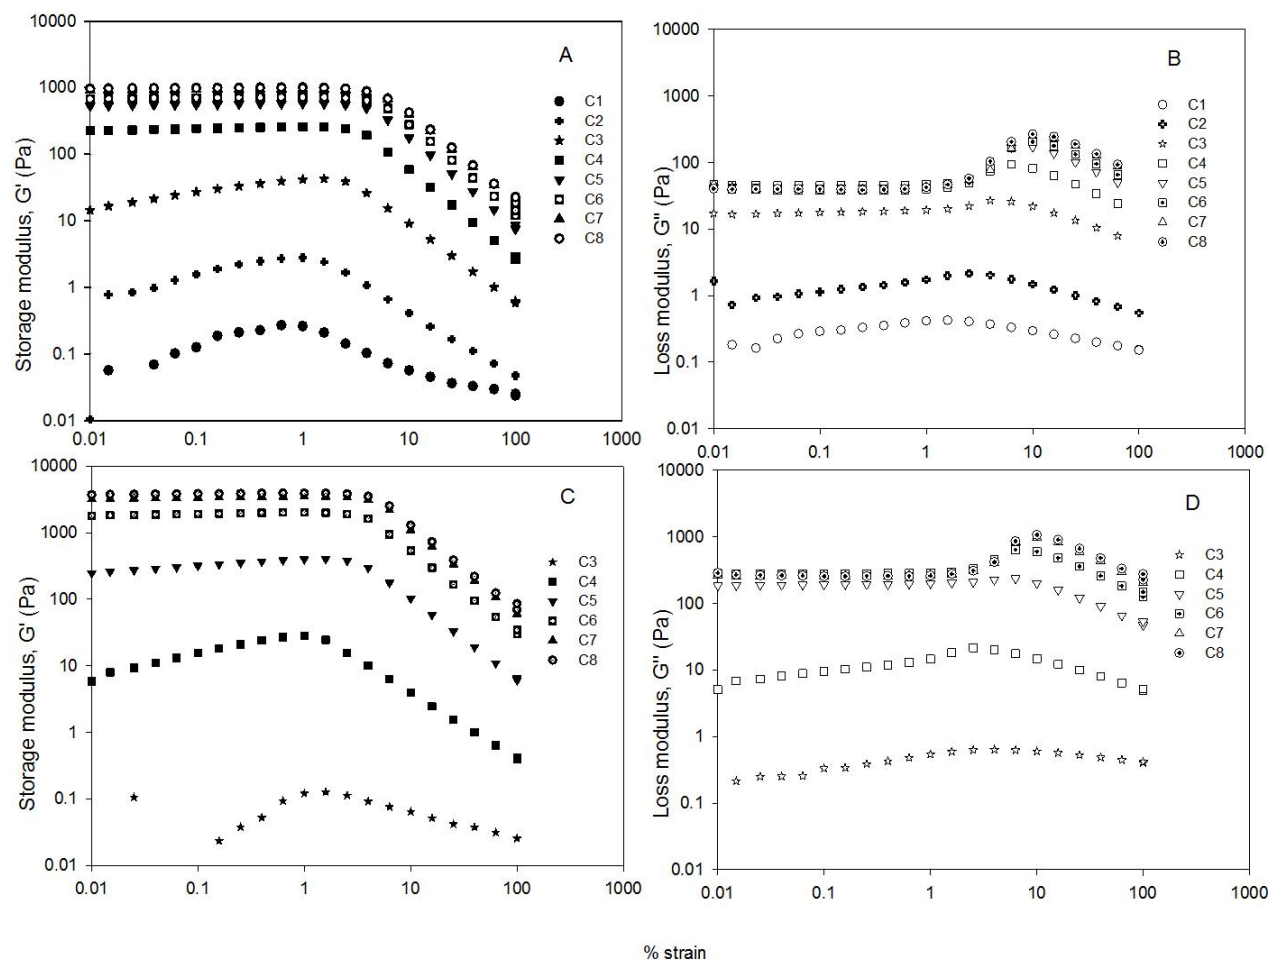 A
Storage modulus, G' (Pa)
10000
1000
100
10
1
0.1
0.01
0.01 0.1 1 10 100 1000
C1
C2
C3
C4
C5
C6
C7
C8
B
Loss modulus, G" (Pa)
10000
1000
100
10
1
0.1
0.01
0.01 0.1 1 10 100 1000
C1
C2
C3
C4
C5
C6
C7
C8
C
Storage modulus, G' (Pa)
10000
1000
100
10
1
0.1
0.01
0.01 0.1 1 10 100 1000
C3
C4
C5
C6
C7
C8
D
Loss modulus, G" (Pa)
10000
1000
100
10
1
0.1
0.01
0.01 0.1 1 10 100 1000
C3
C4
C5
C6
C7
C8
% strain